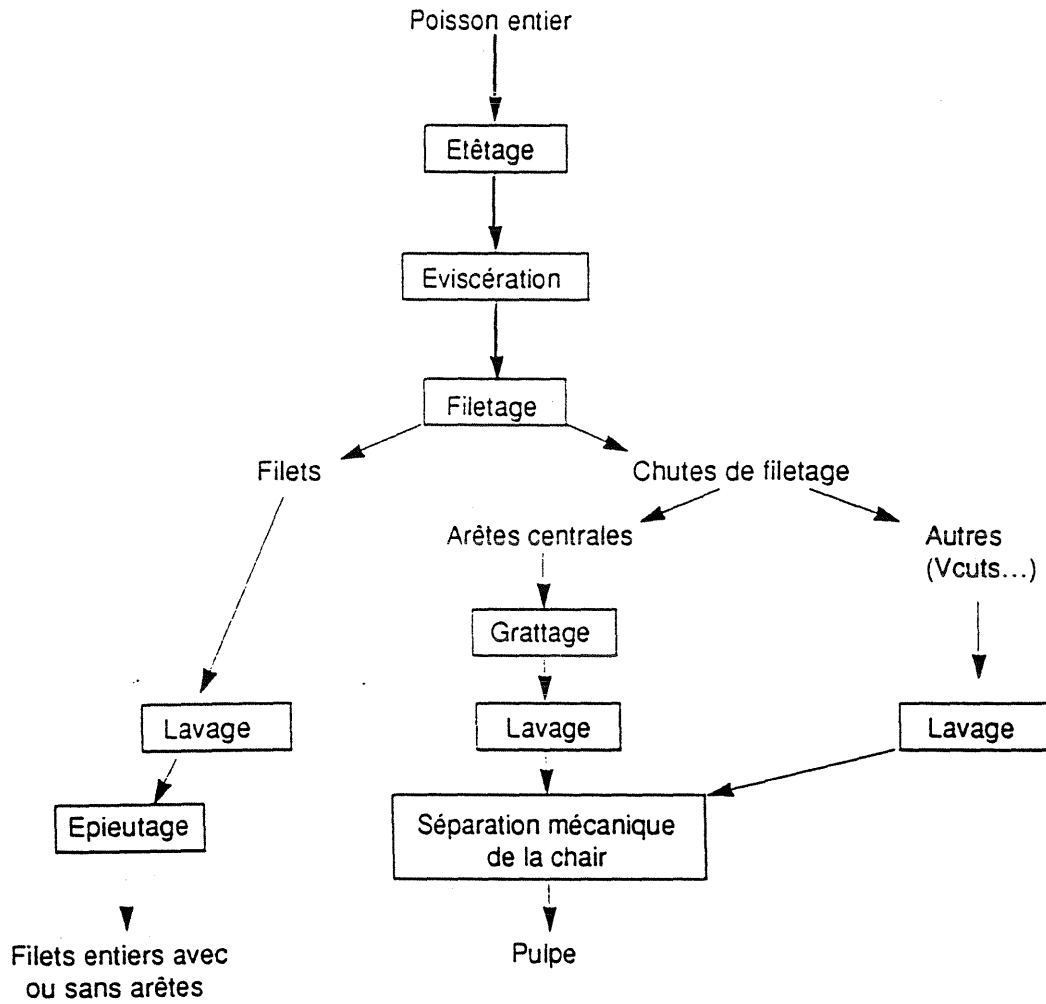 Poisson entier
Etêtage
Eviscération
Filetage
Filets
Chutes de filetage
Arêtes centrales
Autres
(Vcuts...)
Grattage
Lavage
Lavage
Lavage
Epieutage
Séparation mécanique
de la chair
Filets entiers avec
ou sans arêtes
Pulpe